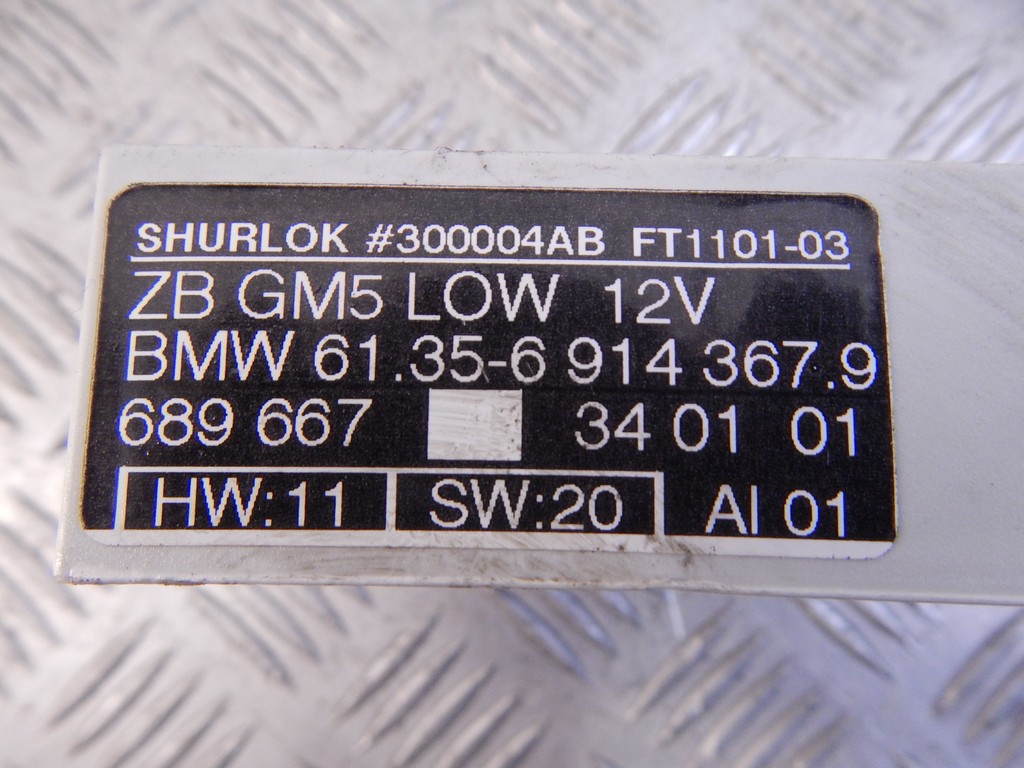 SHURLOK #300004AB FT1101-03
ZB GM5 LOW 12V
BMW 61.35-6 914 367.9
689 667 34 01 01
HW:11 SW:20 AI 01